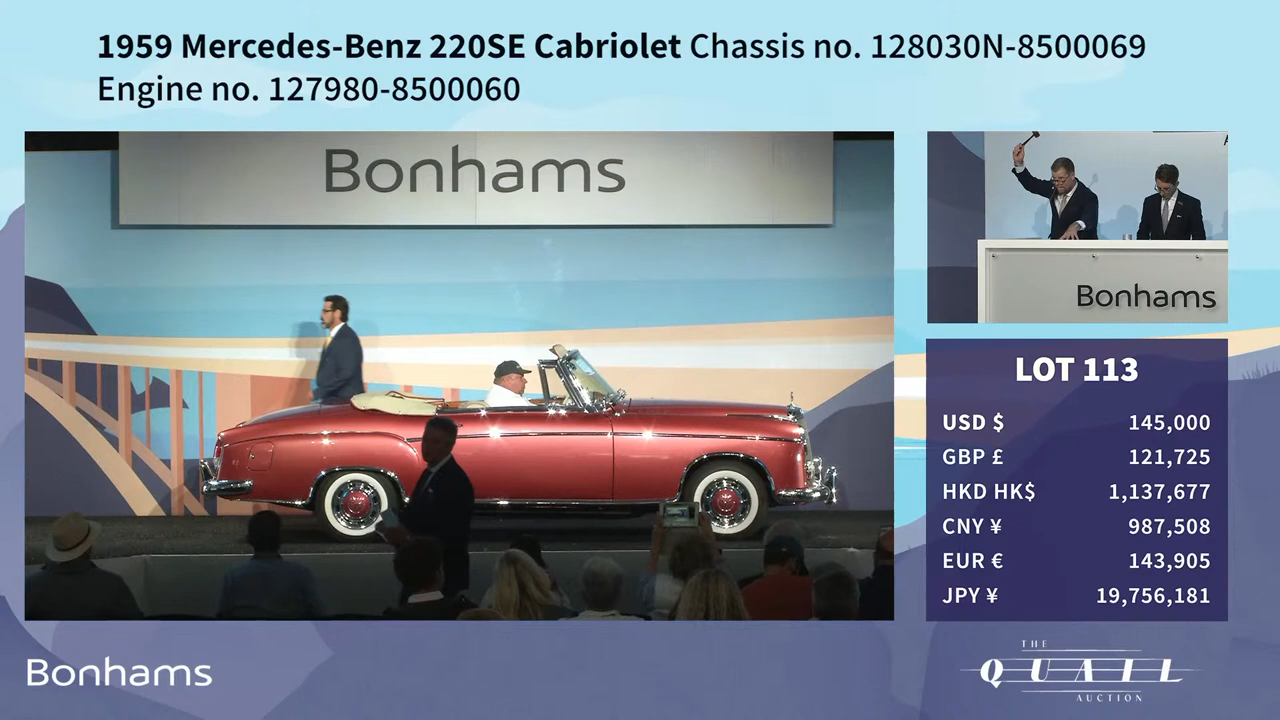 1959 Mercedes-Benz 220SE Cabriolet Chassis no. 128030N-8500069
Engine no. 127980-8500060
Bonhams
Bonhams
LOT 113
USD $ 145,000
GBP £ 121,725
HKD HK$ 1,137,677
CNY ¥ 987,508
EUR € 143,905
JPY ¥ 19,756,181
Bonhams
THE
QUAIL
AUCTION